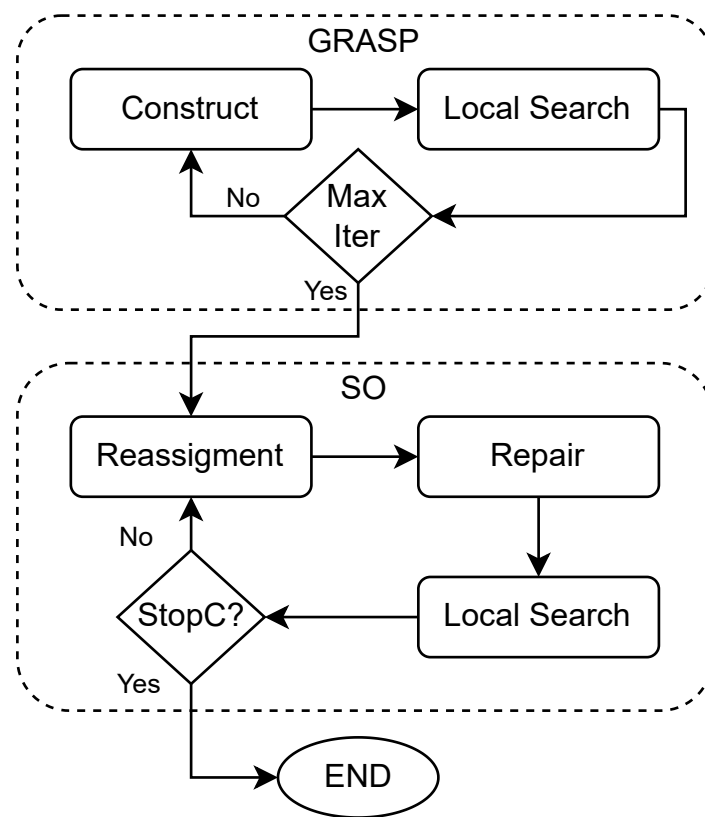 GRASP
Construct
Local Search
No
Max
Iter
Yes
SO
Reassigment
Repair
No
StopC?
Local Search
Yes
END